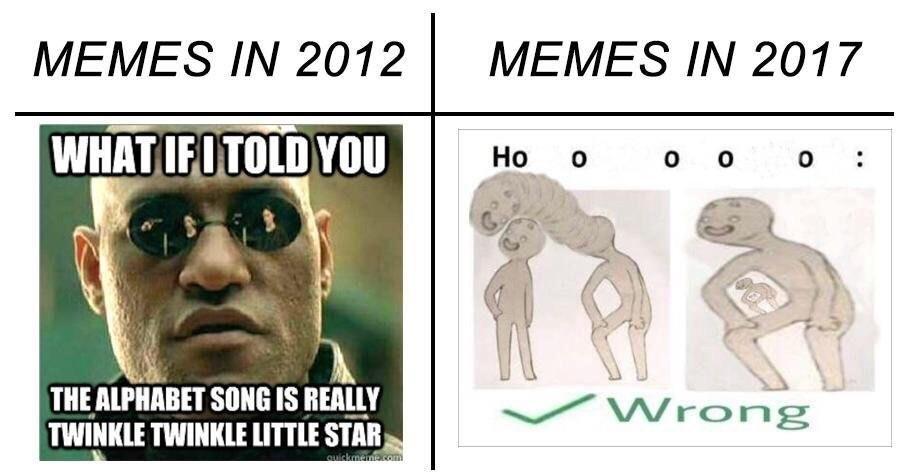 MEMES IN 2012
MEMES IN 2017
WHAT IF I TOLD YOU
THE ALPHABET SONG IS REALLY
TWINKLE TWINKLE LITTLE STAR
quickmeme.com
Ho o o o o :
Wrong